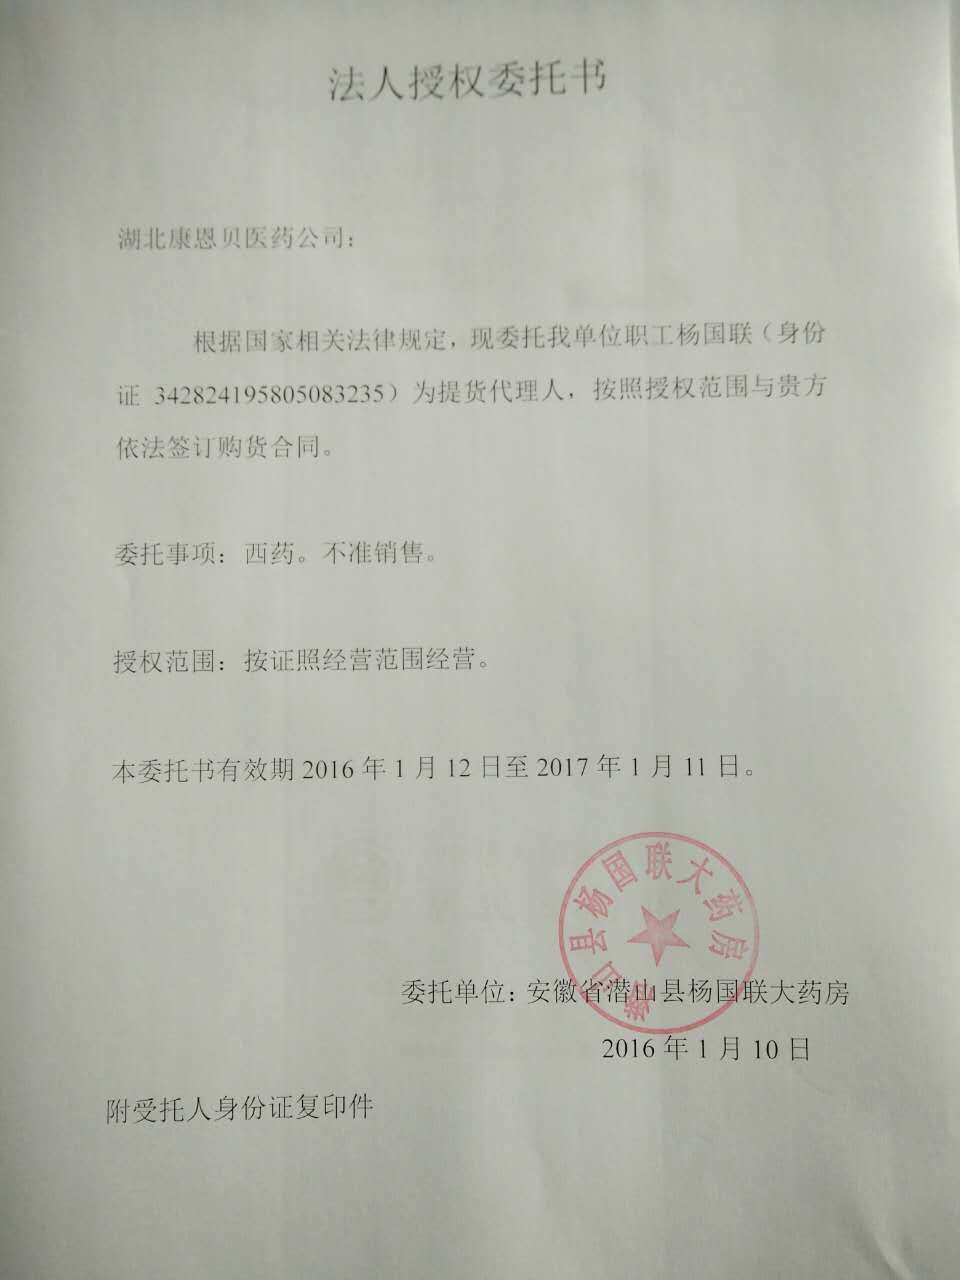 法人授权委托书
湖北康恩贝医药公司：
根据国家相关法律规定，现委托我单位职工杨国联（身份
证 342824195805083235）为提货代理人，按照授权范围与贵方
依法签订购货合同。
委托事项：西药。不准销售。
授权范围：按证照经营范围经营。
本委托书有效期 2016 年 1 月 12 日至 2017 年 1 月 11 日。
潜山县杨国联大药房
委托单位：安徽省潜山县杨国联大药房
2016 年 1 月 10 日
附受托人身份证复印件